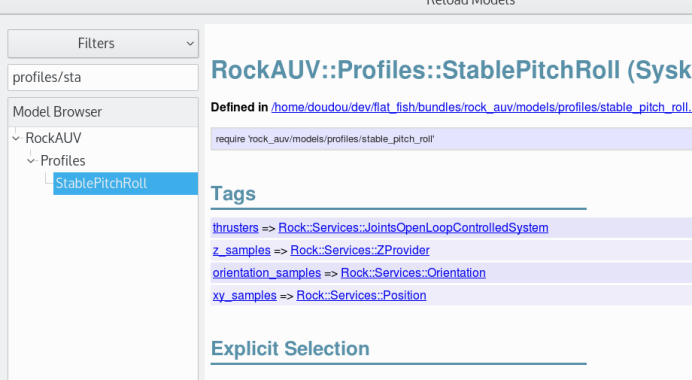 Reload Models
Filters
profiles/sta
Model Browser
RockAUV
Profiles
StablePitchRoll
RockAUV::Profiles::StablePitchRoll (Sysk
Defined in /home/doudou/dev/flat_fish/bundles/rock_auv/models/profiles/stable_pitch_roll.
require 'rock_auv/models/profiles/stable_pitch_roll'
Tags
thrusters => Rock::Services::JointsOpenLoopControlledSystem
z_samples => Rock::Services::ZProvider
orientation_samples => Rock::Services::Orientation
xy_samples => Rock::Services::Position
Explicit Selection